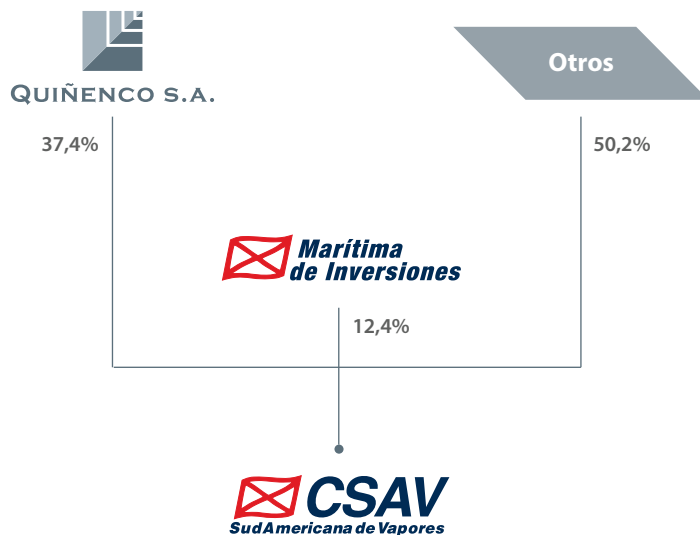 QUIÑENCO S.A.
Otros
37,4%
50,2%
Marítima
de Inversiones
12,4%
CSAV
SudAmericana de Vapores